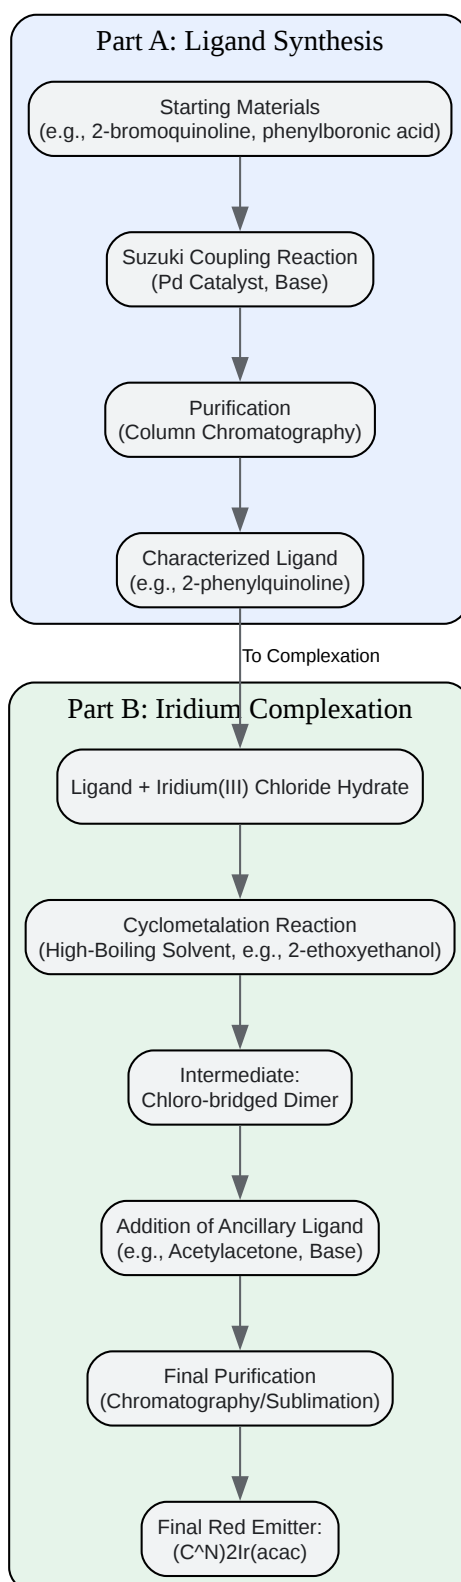 Part A: Ligand Synthesis
Starting Materials
(e.g., 2-bromoquinoline, phenylboronic acid)
Suzuki Coupling Reaction
(Pd Catalyst, Base)
Purification
(Column Chromatography)
Characterized Ligand
(e.g., 2-phenylquinoline)
To Complexation
Part B: Iridium Complexation
Ligand + Iridium(III) Chloride Hydrate
Cyclometalation Reaction
(High-Boiling Solvent, e.g., 2-ethoxyethanol)
Intermediate:
Chloro-bridged Dimer
Addition of Ancillary Ligand
(e.g., Acetylacetone, Base)
Final Purification
(Chromatography/Sublimation)
Final Red Emitter:
(C^N)2Ir(acac)